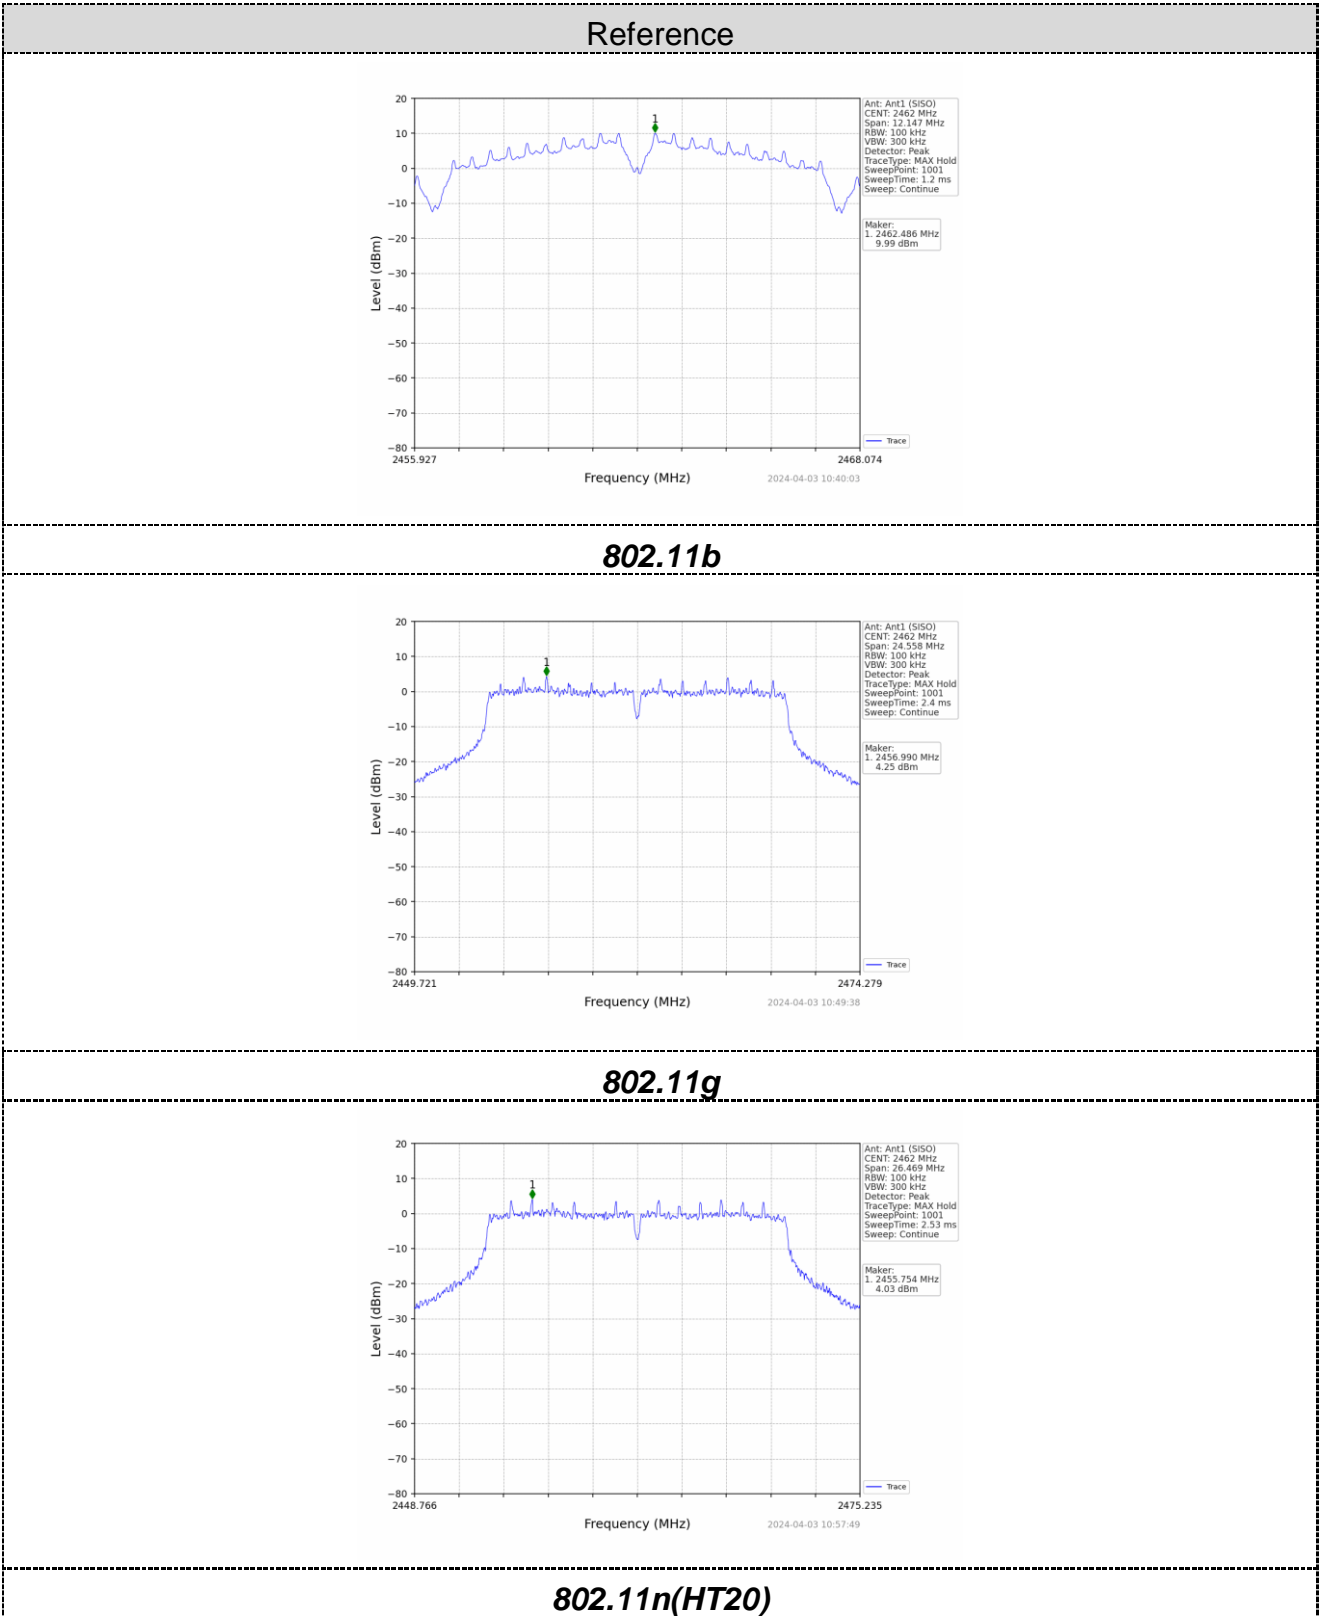 Reference
20
10
0
−10
−20
−30
−40
−50
−60
−70
−80
Level (dBm)
1
2455.927
2468.074
Frequency (MHz)
2024-04-03 10:40:03
Ant: Ant1 (SISO)
CENT: 2462 MHz
Span: 12.147 MHz
RBW: 100 kHz
VBW: 300 kHz
Detector: Peak
TraceType: MAX Hold
SweepPoint: 1001
SweepTime: 1.2 ms
Sweep: Continue
Maker:
1. 2462.486 MHz
9.99 dBm
Trace
802.11b
20
10
0
−10
−20
−30
−40
−50
−60
−70
−80
Level (dBm)
1
2449.721
2474.279
Frequency (MHz)
2024-04-03 10:49:38
Ant: Ant1 (SISO)
CENT: 2462 MHz
Span: 24.558 MHz
RBW: 100 kHz
VBW: 300 kHz
Detector: Peak
TraceType: MAX Hold
SweepPoint: 1001
SweepTime: 2.4 ms
Sweep: Continue
Maker:
1. 2456.990 MHz
4.25 dBm
Trace
802.11g
20
10
0
−10
−20
−30
−40
−50
−60
−70
−80
Level (dBm)
1
2448.766
2475.235
Frequency (MHz)
2024-04-03 10:57:49
Ant: Ant1 (SISO)
CENT: 2462 MHz
Span: 26.469 MHz
RBW: 100 kHz
VBW: 300 kHz
Detector: Peak
TraceType: MAX Hold
SweepPoint: 1001
SweepTime: 2.53 ms
Sweep: Continue
Maker:
1. 2455.754 MHz
4.03 dBm
Trace
802.11n(HT20)